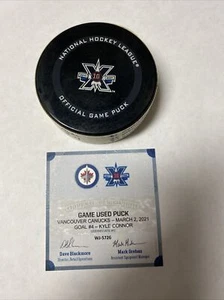 NATIONAL HOCKEY LEAGUE
10
OFFICIAL GAME PUCK
GAME USED PUCK
VANCOUVER CANUCKS – MARCH 2, 2021
GOAL #4 – KYLE CONNOR
WJ-5726